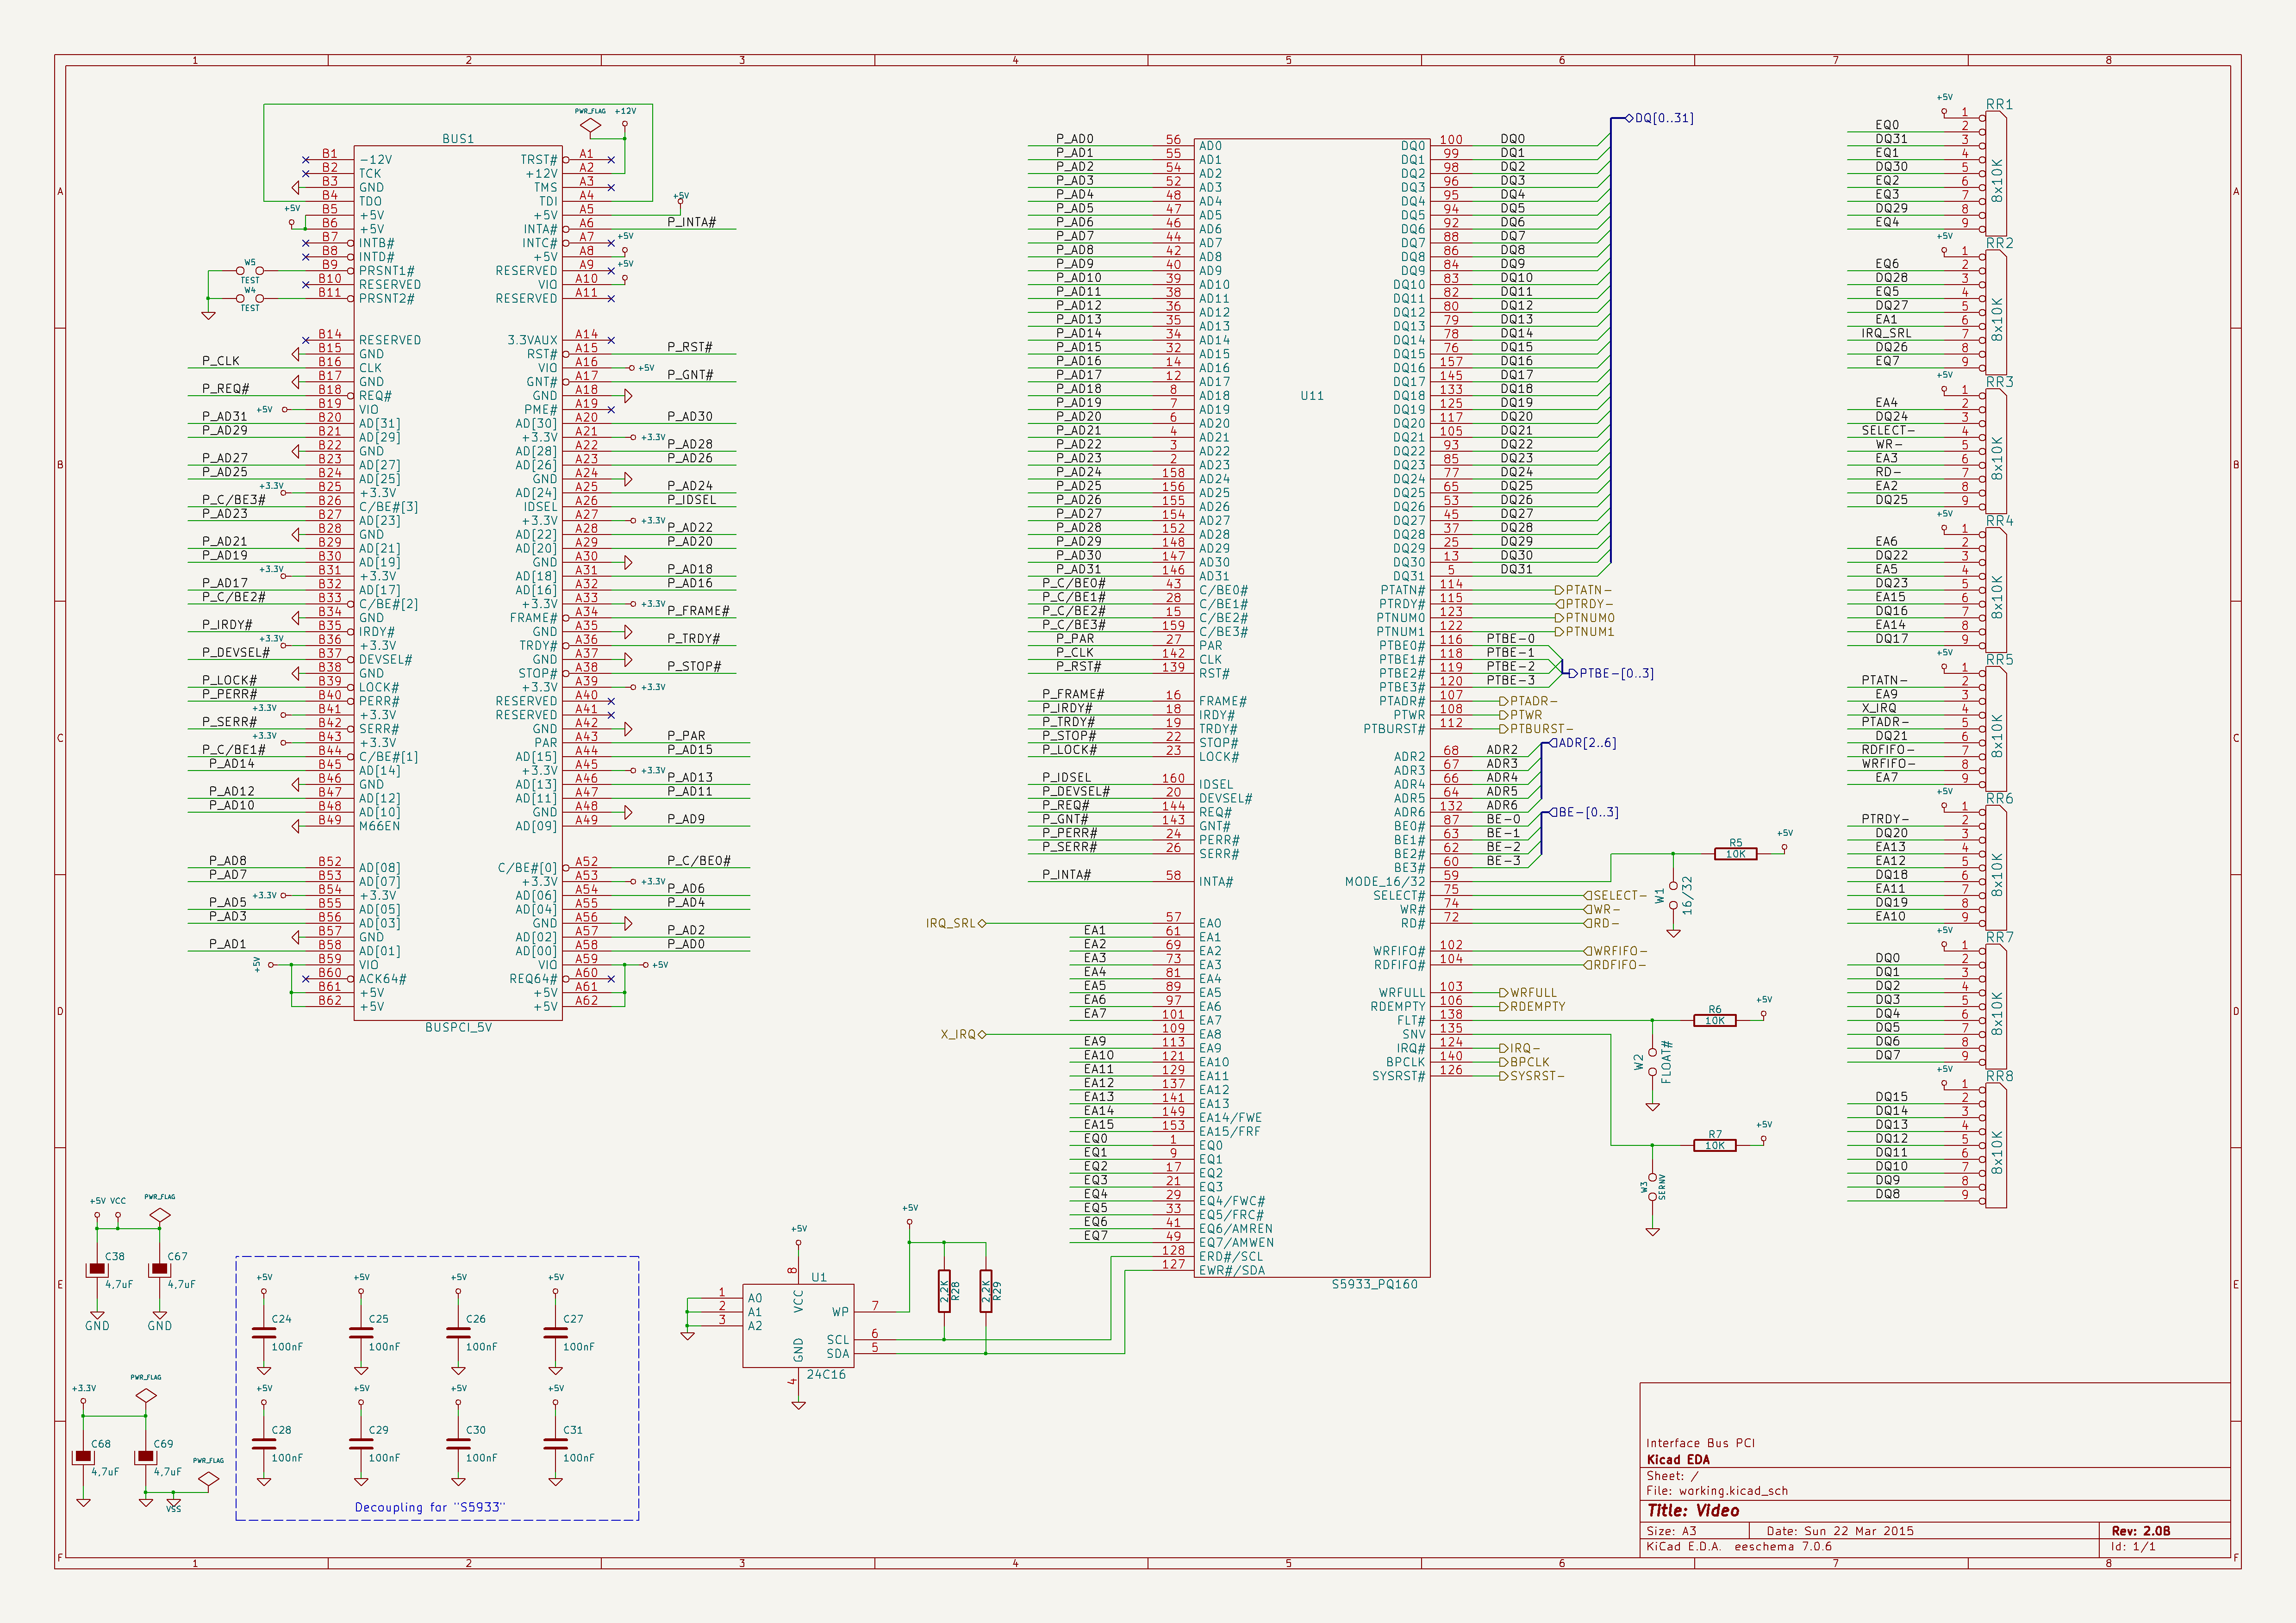 BUS1
B1 -12V
B2 TCK
B3 GND
B4 TDO
+5V B5 +5V
B6 +5V
B7 INTB#
B8 INTD#
W5 TEST B9 PRSNT1#
B10 RESERVED
W4 TEST B11 PRSNT2#
B14 RESERVED
B15 GND
P_CLK B16 CLK
B17 GND
P_REQ# B18 REQ#
+5V B19 VIO
P_AD31 B20 AD[31]
P_AD29 B21 AD[29]
B22 GND
P_AD27 B23 AD[27]
P_AD25 B24 AD[25]
+3.3V B25 +3.3V
P_C/BE3# B26 C/BE#[3]
P_AD23 B27 AD[23]
B28 GND
P_AD21 B29 AD[21]
P_AD19 B30 AD[19]
+3.3V B31 +3.3V
P_AD17 B32 AD[17]
P_C/BE2# B33 C/BE#[2]
B34 GND
P_IRDY# B35 IRDY#
+3.3V B36 +3.3V
P_DEVSEL# B37 DEVSEL#
B38 GND
P_LOCK# B39 LOCK#
P_PERR# B40 PERR#
+3.3V B41 +3.3V
P_SERR# B42 SERR#
+3.3V B43 +3.3V
P_C/BE1# B44 C/BE#[1]
P_AD14 B45 AD[14]
B46 GND
P_AD12 B47 AD[12]
P_AD10 B48 AD[10]
B49 M66EN
P_AD8 B52 AD[08]
P_AD7 B53 AD[07]
+3.3V B54 +3.3V
P_AD5 B55 AD[05]
P_AD3 B56 AD[03]
B57 GND
P_AD1 B58 AD[01]
+5V B59 VIO
B60 ACK64#
B61 +5V
B62 +5V
PWR_FLAG +12V
TRST# A1
+12V A2
TMS A3
TDI A4
+5V A5 +5V
INTA# A6 P_INTA#
INTC# A7
+5V A8 +5V
RESERVED A9
VIO A10 +5V
RESERVED A11
3.3VAUX A14
RST# A15 P_RST#
VIO A16 +5V
GNT# A17 P_GNT#
GND A18
PME# A19
AD[30] A20 P_AD30
+3.3V A21 +3.3V
AD[28] A22 P_AD28
AD[26] A23 P_AD26
GND A24
AD[24] A25 P_AD24
IDSEL A26 P_IDSEL
+3.3V A27 +3.3V
AD[22] A28 P_AD22
AD[20] A29 P_AD20
GND A30
AD[18] A31 P_AD18
AD[16] A32 P_AD16
+3.3V A33 +3.3V
FRAME# A34 P_FRAME#
GND A35
TRDY# A36 P_TRDY#
GND A37
STOP# A38 P_STOP#
+3.3V A39 +3.3V
RESERVED A40
RESERVED A41
GND A42
PAR A43 P_PAR
AD[15] A44 P_AD15
+3.3V A45 +3.3V
AD[13] A46 P_AD13
AD[11] A47 P_AD11
GND A48
AD[09] A49 P_AD9
C/BE#[0] A52 P_C/BE0#
+3.3V A53 +3.3V
AD[06] A54 P_AD6
AD[04] A55 P_AD4
GND A56
AD[02] A57 P_AD2
AD[00] A58 P_AD0
VIO A59 +5V
REQ64# A60
+5V A61
+5V A62
BUSPCI_5V
U11
P_AD0 56 AD0
P_AD1 55 AD1
P_AD2 54 AD2
P_AD3 52 AD3
P_AD4 48 AD4
P_AD5 47 AD5
P_AD6 46 AD6
P_AD7 44 AD7
P_AD8 42 AD8
P_AD9 40 AD9
P_AD10 39 AD10
P_AD11 38 AD11
P_AD12 36 AD12
P_AD13 35 AD13
P_AD14 34 AD14
P_AD15 32 AD15
P_AD16 14 AD16
P_AD17 12 AD17
P_AD18 8 AD18
P_AD19 7 AD19
P_AD20 6 AD20
P_AD21 4 AD21
P_AD22 3 AD22
P_AD23 2 AD23
P_AD24 158 AD24
P_AD25 156 AD25
P_AD26 155 AD26
P_AD27 154 AD27
P_AD28 152 AD28
P_AD29 148 AD29
P_AD30 147 AD30
P_AD31 146 AD31
P_C/BE0# 43 C/BE0#
P_C/BE1# 28 C/BE1#
P_C/BE2# 15 C/BE2#
P_C/BE3# 159 C/BE3#
P_PAR 27 PAR
P_CLK 142 CLK
P_RST# 139 RST#
P_FRAME# 16 FRAME#
P_IRDY# 18 IRDY#
P_TRDY# 19 TRDY#
P_STOP# 22 STOP#
P_LOCK# 23 LOCK#
P_IDSEL 160 IDSEL
P_DEVSEL# 20 DEVSEL#
P_REQ# 144 REQ#
P_GNT# 143 GNT#
P_PERR# 24 PERR#
P_SERR# 26 SERR#
P_INTA# 58 INTA#
IRQ_SRL 57 EA0
EA1 61 EA1
EA2 69 EA2
EA3 73 EA3
EA4 81 EA4
EA5 89 EA5
EA6 97 EA6
EA7 101 EA7
X_IRQ 109 EA8
EA9 113 EA9
EA10 121 EA10
EA11 129 EA11
EA12 137 EA12
EA13 141 EA13
EA14 149 EA14/FWE
EA15 153 EA15/FRF
EQ0 1 EQ0
EQ1 9 EQ1
EQ2 17 EQ2
EQ3 21 EQ3
EQ4 29 EQ4/FWC#
EQ5 33 EQ5/FRC#
EQ6 41 EQ6/AMREN
EQ7 49 EQ7/AMWEN
128 ERD#/SCL
127 EWR#/SDA
S5933_PQ160
DQ[0..31]
DQ0 100 DQ0
DQ1 99 DQ1
DQ2 98 DQ2
DQ3 96 DQ3
DQ4 95 DQ4
DQ5 94 DQ5
DQ6 92 DQ6
DQ7 88 DQ7
DQ8 86 DQ8
DQ9 84 DQ9
DQ10 83 DQ10
DQ11 82 DQ11
DQ12 80 DQ12
DQ13 79 DQ13
DQ14 78 DQ14
DQ15 76 DQ15
DQ16 157 DQ16
DQ17 145 DQ17
DQ18 133 DQ18
DQ19 125 DQ19
DQ20 117 DQ20
DQ21 105 DQ21
DQ22 93 DQ22
DQ23 85 DQ23
DQ24 77 DQ24
DQ25 65 DQ25
DQ26 53 DQ26
DQ27 45 DQ27
DQ28 37 DQ28
DQ29 25 DQ29
DQ30 13 DQ30
DQ31 5 DQ31
PTATN# 114 PTATN-
PTRDY# 115 PTRDY-
PTNUM0 123 PTNUM0
PTNUM1 122 PTNUM1
PTBE0# 116 PTBE-0
PTBE1# 118 PTBE-1
PTBE2# 119 PTBE-2
PTBE3# 120 PTBE-3
PTBE-[0..3]
PTADR# 107 PTADR-
PTWR 108 PTWR
PTBURST# 112 PTBURST-
ADR2 68 ADR2
ADR3 67 ADR3
ADR4 66 ADR4
ADR5 64 ADR5
ADR6 132 ADR6
ADR[2..6]
BE0# 87 BE-0
BE1# 63 BE-1
BE2# 62 BE-2
BE3# 60 BE-3
BE-[0..3]
MODE_16/32 59
SELECT# 75 SELECT-
WR# 74 WR-
RD# 72 RD-
WRFIFO# 102 WRFIFO-
RDFIFO# 104 RDFIFO-
WRFULL 103 WRFULL
RDEMPTY 106 RDEMPTY
FLT# 138
SNV 135
IRQ# 124 IRQ-
BPCLK 140 BPCLK
SYSRST# 126 SYSRST-
R5 10K +5V
W1 16/32
R6 10K +5V
W2 FLOAT#
R7 10K +5V
W3 SERNV
+5V RR1 8x10K
1
EQ0 2
DQ31 3
EQ1 4
DQ30 5
EQ2 6
EQ3 7
DQ29 8
EQ4 9
+5V RR2 8x10K
1
EQ6 2
DQ28 3
EQ5 4
DQ27 5
EA1 6
IRQ_SRL 7
DQ26 8
EQ7 9
+5V RR3 8x10K
1
EA4 2
DQ24 3
SELECT- 4
WR- 5
EA3 6
RD- 7
EA2 8
DQ25 9
+5V RR4 8x10K
1
EA6 2
DQ22 3
EA5 4
DQ23 5
EA15 6
DQ16 7
EA14 8
DQ17 9
+5V RR5 8x10K
1
PTATN- 2
EA9 3
X_IRQ 4
PTADR- 5
DQ21 6
RDFIFO- 7
WRFIFO- 8
EA7 9
+5V RR6 8x10K
1
PTRDY- 2
DQ20 3
EA13 4
EA12 5
DQ18 6
EA11 7
DQ19 8
EA10 9
+5V RR7 8x10K
1
DQ0 2
DQ1 3
DQ2 4
DQ3 5
DQ4 6
DQ5 7
DQ6 8
DQ7 9
+5V RR8 8x10K
1
DQ15 2
DQ14 3
DQ13 4
DQ12 5
DQ11 6
DQ10 7
DQ9 8
DQ8 9
+5V VCC PWR_FLAG
C38 4,7uF GND
C67 4,7uF GND
+3.3V PWR_FLAG
C68 4,7uF
C69 4,7uF
PWR_FLAG
VSS
+5V C24 100nF
+5V C25 100nF
+5V C26 100nF
+5V C27 100nF
+5V C28 100nF
+5V C29 100nF
+5V C30 100nF
+5V C31 100nF
Decoupling for "S5933"
+5V
8 VCC U1
1 A0
2 A1
3 A2
WP 7
SCL 6
SDA 5
GND 4
24C16
+5V
2,2K R28
2,2K R29
Interface Bus PCI
Kicad EDA
Sheet: /
File: working.kicad_sch
Title: Video
Size: A3 Date: Sun 22 Mar 2015 Rev: 2.0B
KiCad E.D.A. eeschema 7.0.6 Id: 1/1
1 2 3 4 5 6 7 8
A B C D E F
1 2 3 4 5 6 7 8
A B C D E F